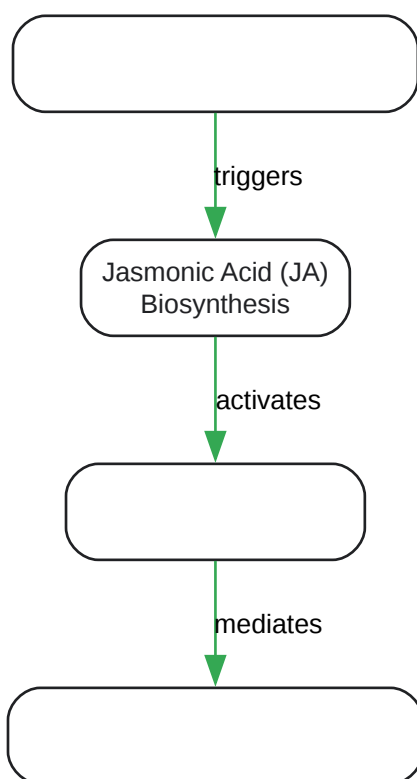 triggers
Jasmonic Acid (JA)
Biosynthesis
activates
mediates